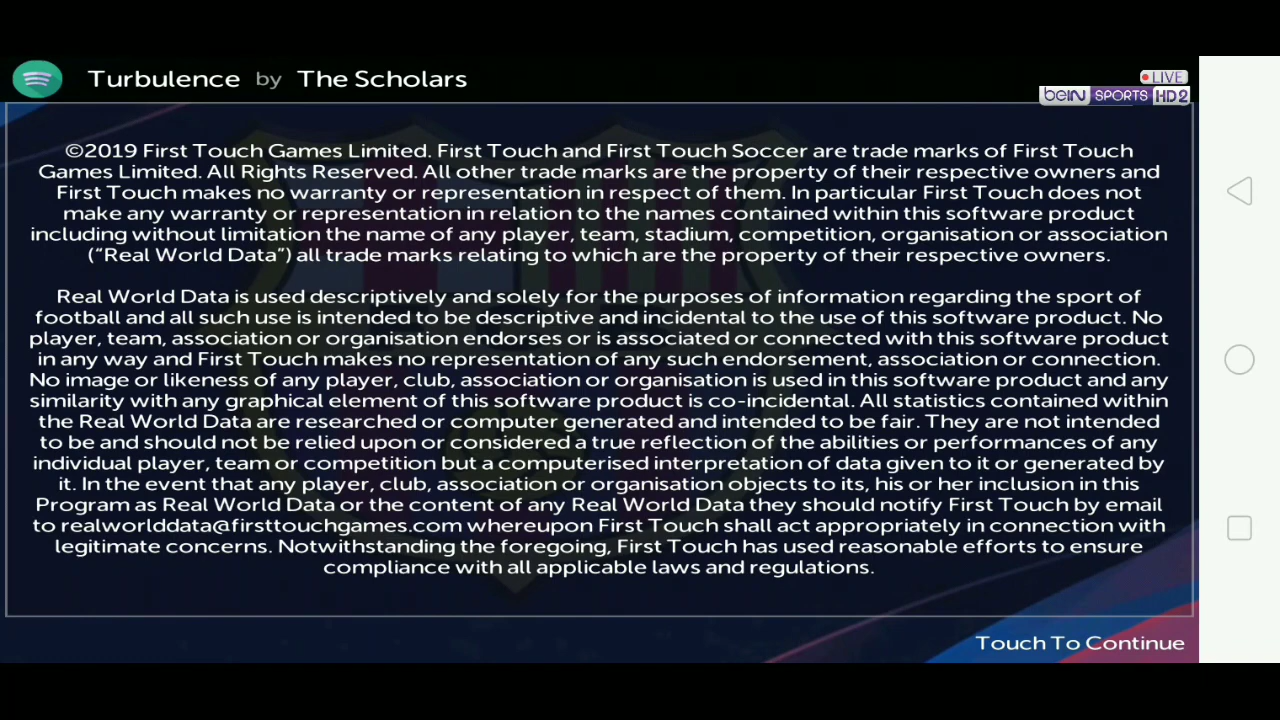 Turbulence by The Scholars
LIVE
beIN SPORTS HD2
©2019 First Touch Games Limited. First Touch and First Touch Soccer are trade marks of First Touch
Games Limited. All Rights Reserved. All other trade marks are the property of their respective owners and
First Touch makes no warranty or representation in respect of them. In particular First Touch does not
make any warranty or representation in relation to the names contained within this software product
including without limitation the name of any player, team, stadium, competition, organisation or association
(“Real World Data”) all trade marks relating to which are the property of their respective owners.
Real World Data is used descriptively and solely for the purposes of information regarding the sport of
football and all such use is intended to be descriptive and incidental to the use of this software product. No
player, team, association or organisation endorses or is associated or connected with this software product
in any way and First Touch makes no representation of any such endorsement, association or connection.
No image or likeness of any player, club, association or organisation is used in this software product and any
similarity with any graphical element of this software product is co-incidental. All statistics contained within
the Real World Data are researched or computer generated and intended to be fair. They are not intended
to be and should not be relied upon or considered a true reflection of the abilities or performances of any
individual player, team or competition but a computerised interpretation of data given to it or generated by
it. In the event that any player, club, association or organisation objects to its, his or her inclusion in this
Program as Real World Data or the content of any Real World Data they should notify First Touch by email
to realworlddata@firsttouchgames.com whereupon First Touch shall act appropriately in connection with
legitimate concerns. Notwithstanding the foregoing, First Touch has used reasonable efforts to ensure
compliance with all applicable laws and regulations.
Touch To Continue